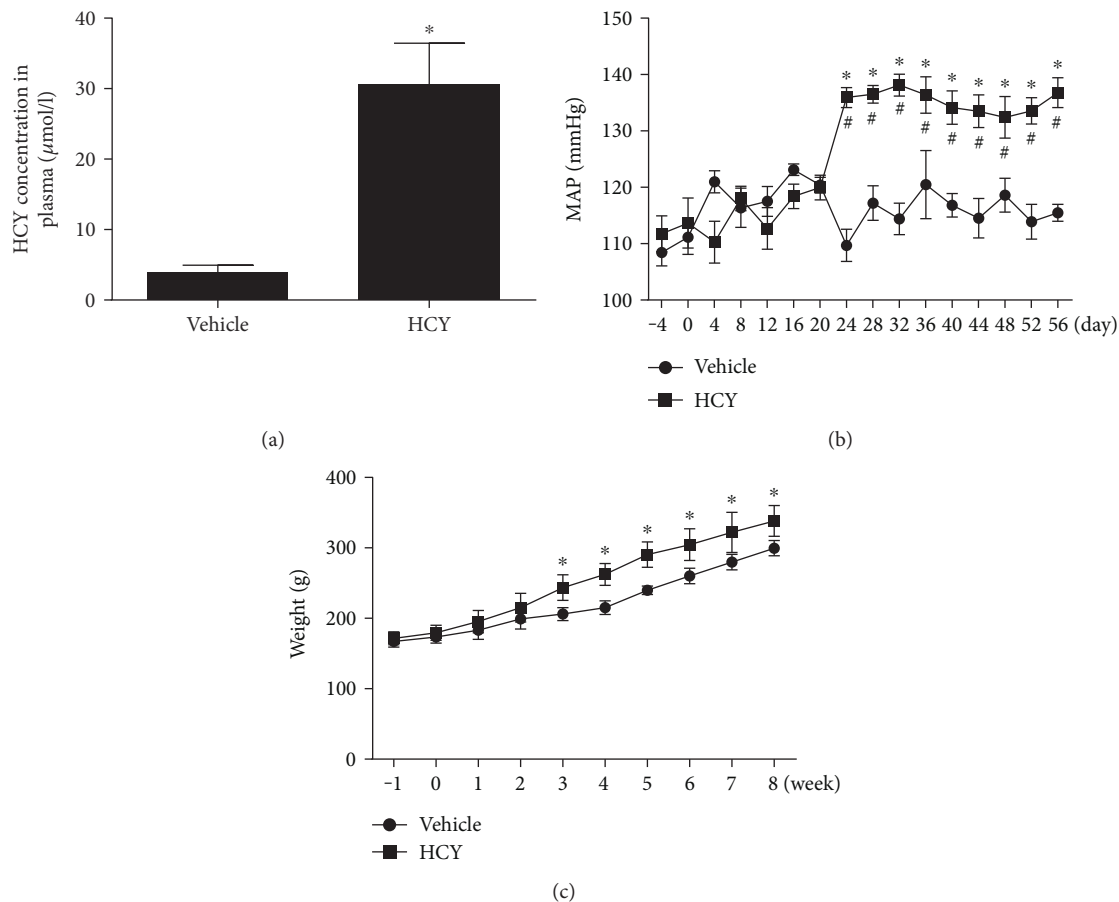 40
30
20
10
0
HCY concentration in
plasma (μmol/l)
*
Vehicle
HCY
(a)
150
140
130
120
110
100
MAP (mmHg)
* * * * * * * * *
# # # # # # # # #
−4 0 4 8 12 16 20 24 28 32 36 40 44 48 52 56 (day)
Vehicle
HCY
(b)
400
300
200
100
0
Weight (g)
* * * * * *
−1 0 1 2 3 4 5 6 7 8 (week)
Vehicle
HCY
(c)